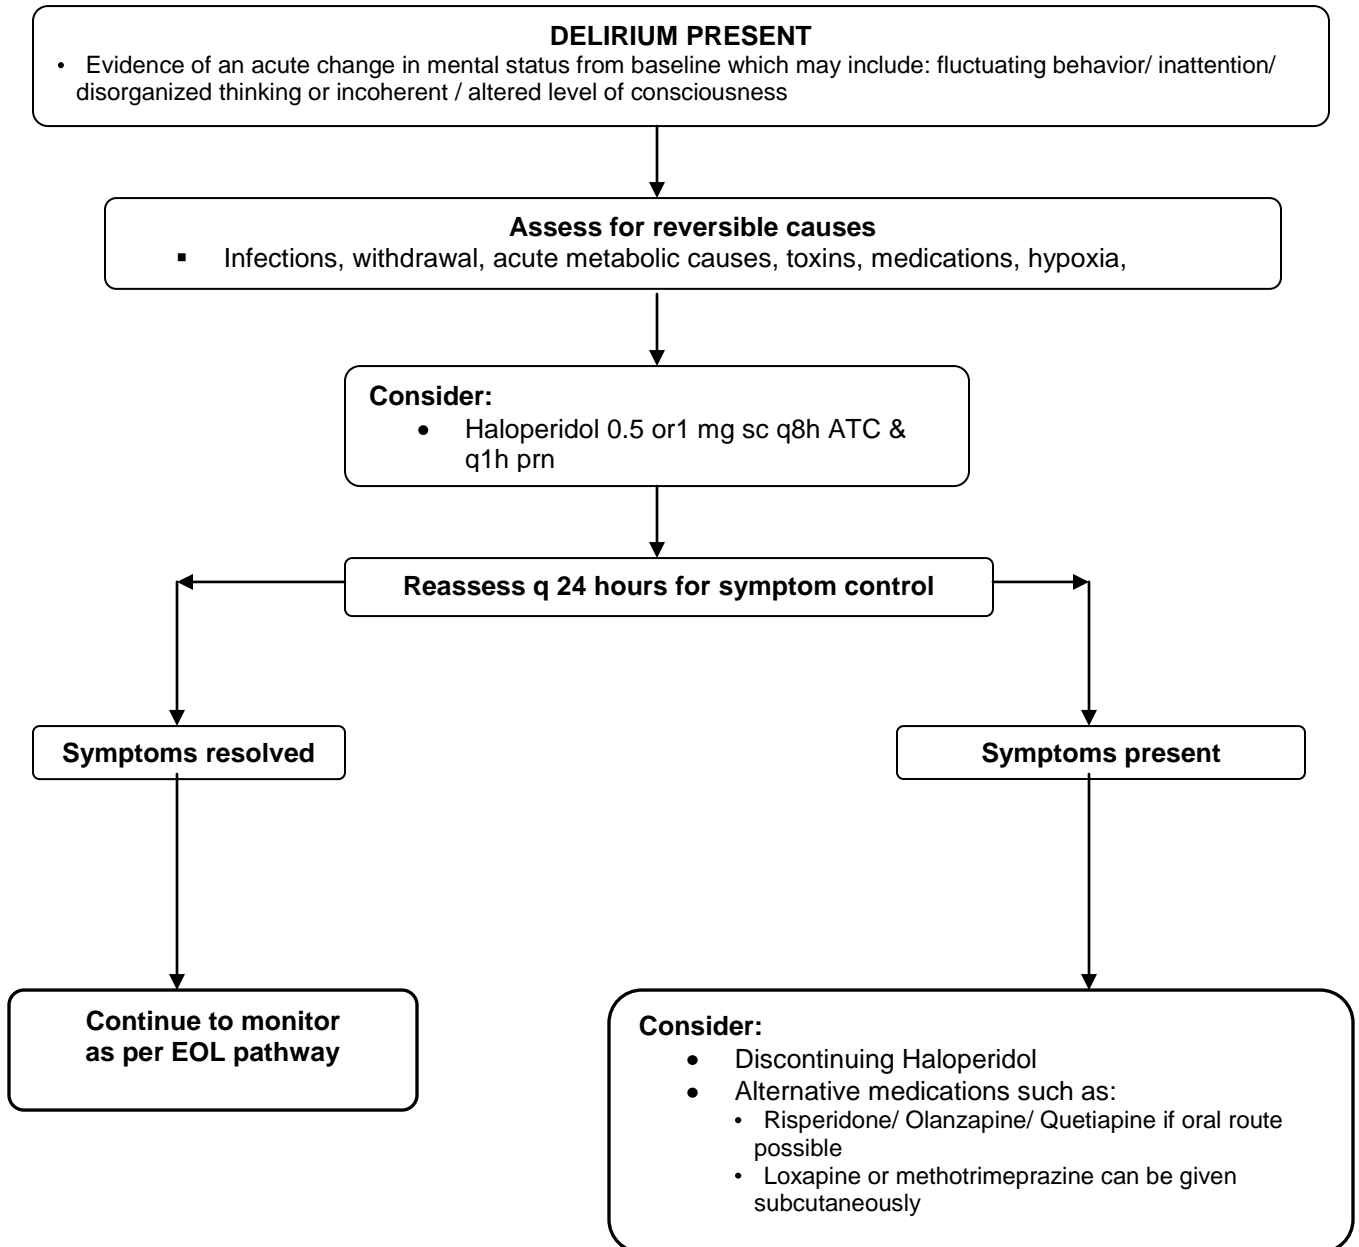 DELIRIUM PRESENT
• Evidence of an acute change in mental status from baseline which may include: fluctuating behavior/ inattention/
disorganized thinking or incoherent / altered level of consciousness
Assess for reversible causes
▪ Infections, withdrawal, acute metabolic causes, toxins, medications, hypoxia,
Consider:
• Haloperidol 0.5 or1 mg sc q8h ATC &
q1h prn
Reassess q 24 hours for symptom control
Symptoms resolved
Symptoms present
Continue to monitor
as per EOL pathway
Consider:
• Discontinuing Haloperidol
• Alternative medications such as:
• Risperidone/ Olanzapine/ Quetiapine if oral route
possible
• Loxapine or methotrimeprazine can be given
subcutaneously